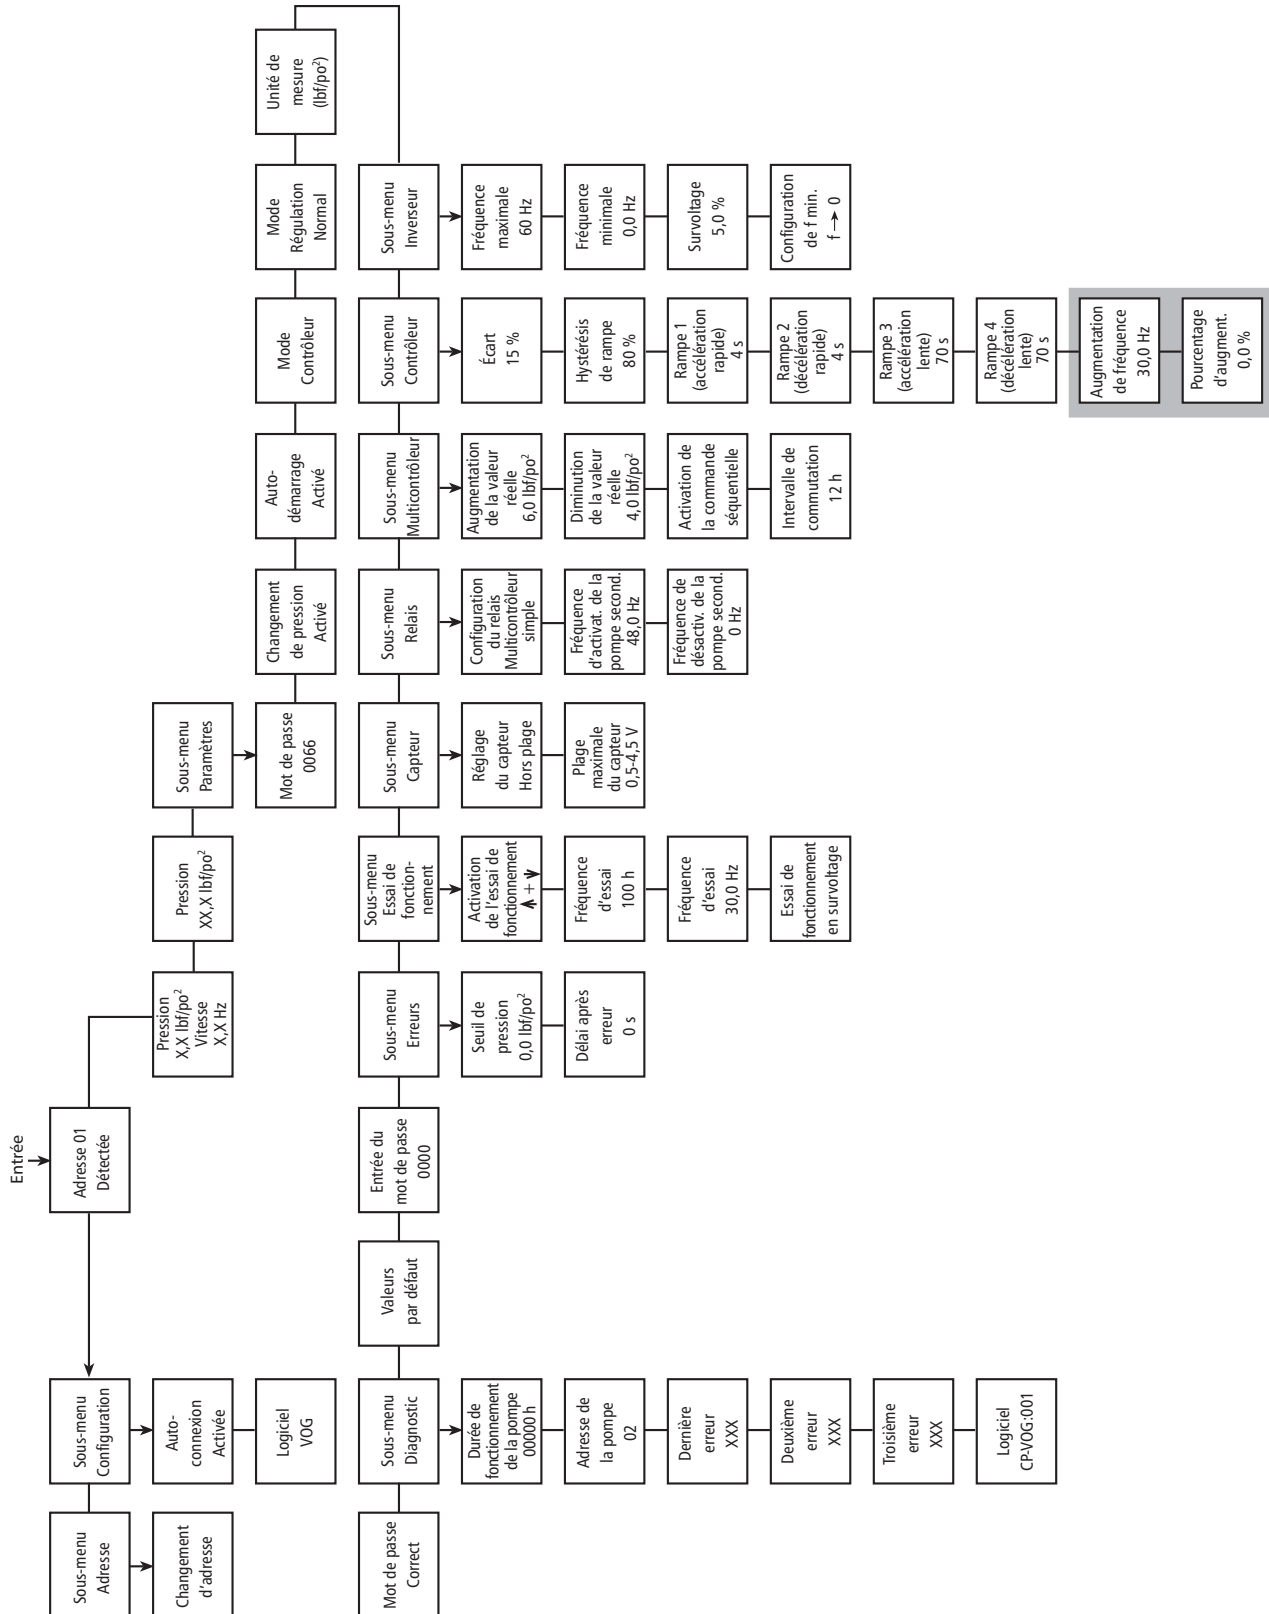 Entrée
Adresse 01
Détectée
Sous-menu
Configuration
Auto-
connexion
Activée
Logiciel
VOG
Sous-menu
Adresse
Changement
d'adresse
Pression
X,X lbf/po²
Vitesse
X,X Hz
Pression
XX,X lbf/po²
Sous-menu
Paramètres
Mot de passe
0066
Changement
de pression
Activé
Auto-
démarrage
Activé
Mode
Contrôleur
Mode
Régulation
Normal
Unité de
mesure
(lbf/po²)
Sous-menu
Inverseur
Fréquence
maximale
60 Hz
Fréquence
minimale
0,0 Hz
Survoltage
5,0 %
Configuration
de f min.
f → 0
Sous-menu
Contrôleur
Écart
15 %
Hystérésis
de rampe
80 %
Rampe 1
(accélération
rapide)
4 s
Rampe 2
(décélération
rapide)
4 s
Rampe 3
(accélération
lente)
70 s
Rampe 4
(décélération
lente)
70 s
Augmentation
de fréquence
30,0 Hz
Pourcentage
d'augment.
0,0 %
Sous-menu
Multicontrôleur
Augmentation
de la valeur
réelle
6,0 lbf/po²
Diminution
de la valeur
réelle
4,0 lbf/po²
Activation de
la commande
séquentielle
Intervalle de
commutation
12 h
Sous-menu
Relais
Configuration
du relais
Multicontrôleur
simple
Fréquence
d'activat. de la
pompe second.
48,0 Hz
Fréquence de
désactiv. de la
pompe second.
0 Hz
Sous-menu
Capteur
Réglage
du capteur
Hors plage
Plage
maximale
du capteur
0,5-4,5 V
Sous-menu
Essai de
fonction-
nement
Activation
de l'essai de
fonctionnement
+
Fréquence
d'essai
100 h
Fréquence
d'essai
30,0 Hz
Essai de
fonctionnement
en survoltage
Sous-menu
Erreurs
Seuil de
pression
0,0 lbf/po²
Délai après
erreur
0 s
Entrée du
mot de passe
0000
Valeurs
par défaut
Sous-menu
Diagnostic
Durée de
fonctionnement
de la pompe
00000 h
Adresse de
la pompe
02
Dernière
erreur
XXX
Deuxième
erreur
XXX
Troisième
erreur
XXX
Logiciel
CP-VOG:001
Mot de passe
Correct